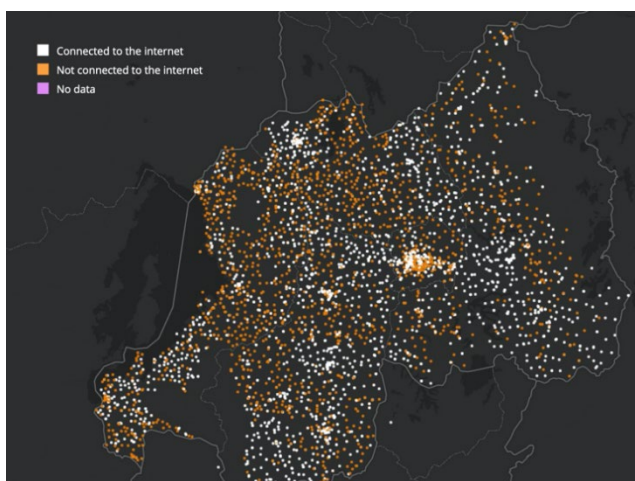 Connected to the internet
Not connected to the internet
No data